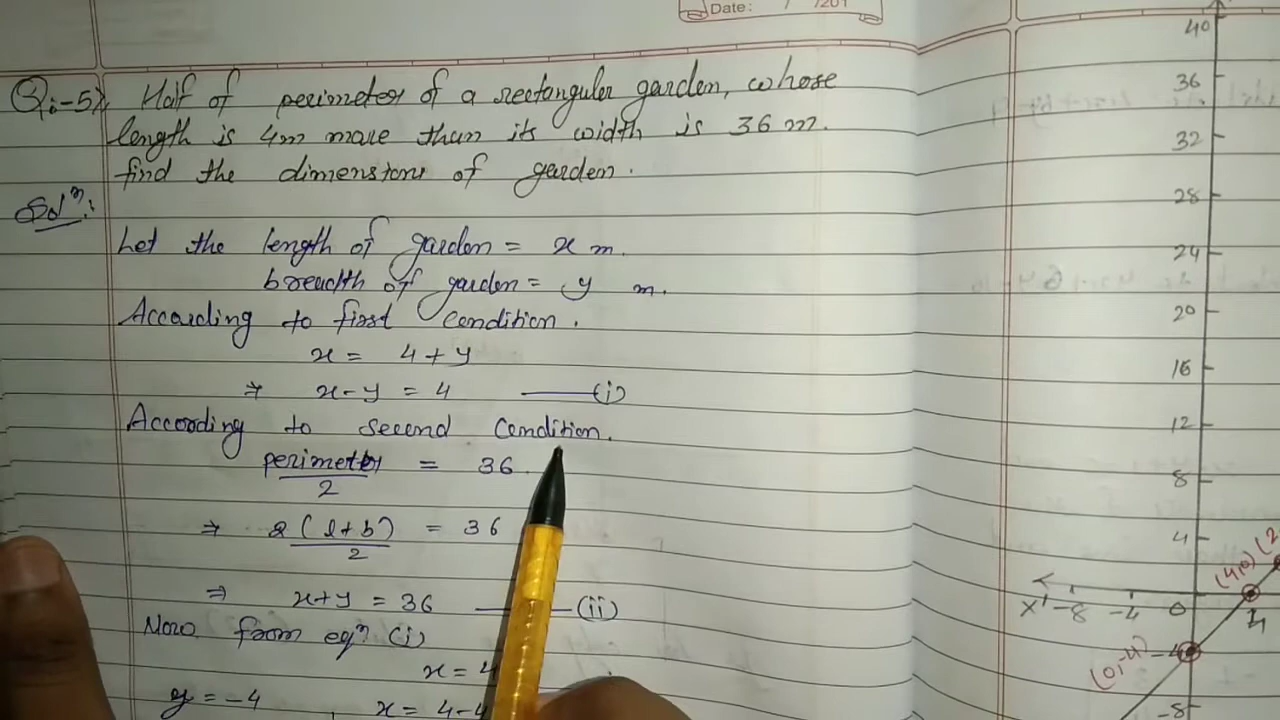 Date: / /201
Q:-5) Half of perimeter of a rectanguler garden, whose
length is 4m more than its width is 36 m.
find the dimensions of garden.
Solⁿ:
Let the length of garden = x m.
breadth of garden = y m.
According to first condition.
x = 4 + y
⇒ x - y = 4 (i)
According to second condition.
perimeter/2 = 36
⇒ 2(l+b)/2 = 36
⇒ x+y = 36 (ii)
Now from eqⁿ (i)
x = 4
y = -4
x = 4-4
40
36
32
28
24
20
16
12
8
4
X' -8 -4 0 4
(4,0) (2
(0,-4) -4
-8